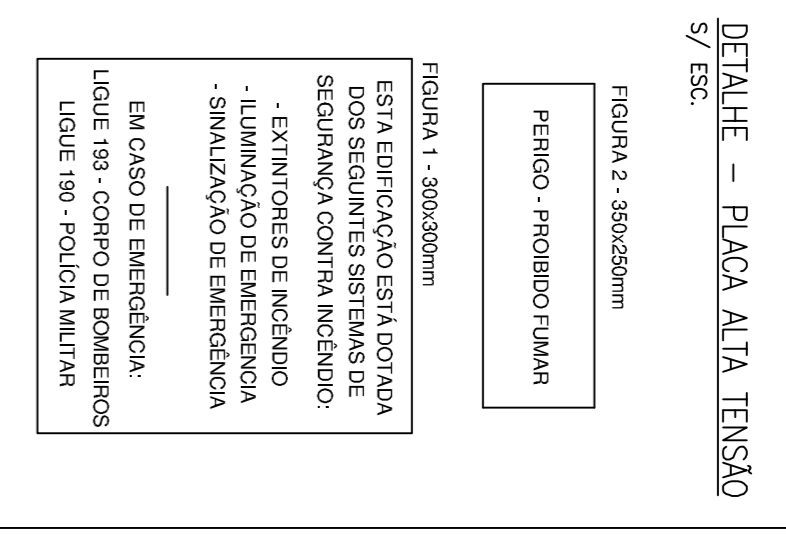 DETALHE - PLACA ALTA TENSÃO
S/ ESC.
FIGURA 2 - 350x250mm
PERIGO - PROIBIDO FUMAR
FIGURA 1 - 300x300mm
ESTA EDIFICAÇÃO ESTÁ DOTADA
DOS SEGUINTES SISTEMAS DE
SEGURANÇA CONTRA INCÊNDIO:
- EXTINTORES DE INCÊNDIO
- ILUMINAÇÃO DE EMERGENCIA
- SINALIZAÇÃO DE EMERGÊNCIA
EM CASO DE EMERGÊNCIA:
LIGUE 193 - CORPO DE BOMBEIROS
LIGUE 190 - POLÍCIA MILITAR